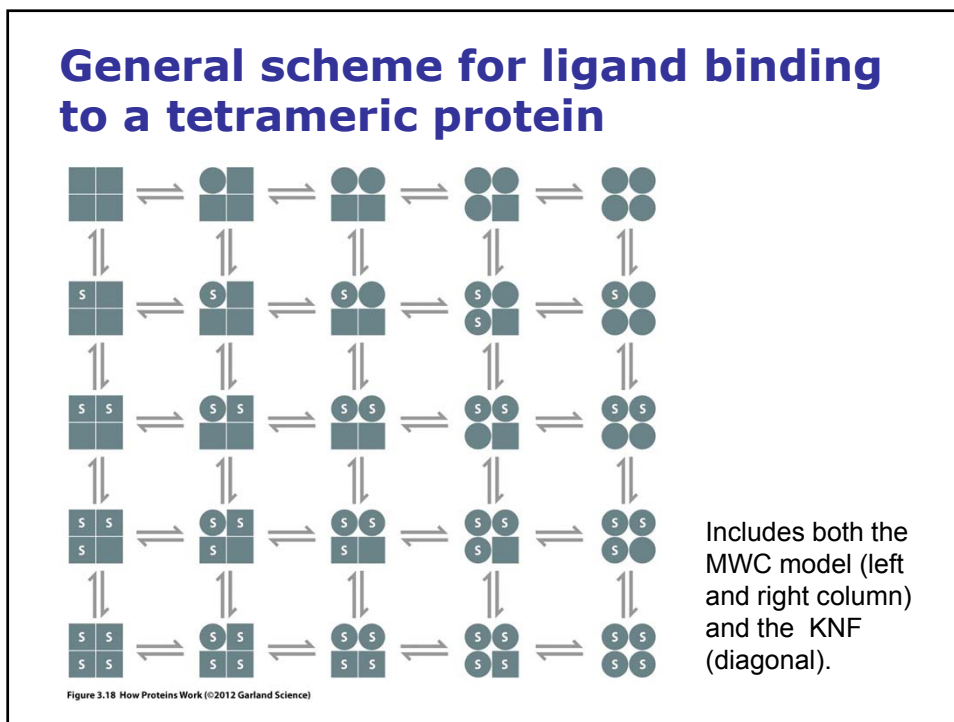 General scheme for ligand binding
to a tetrameric protein
S S S S S
S
S S S S S S S S S S
S S S S S S S S S S
S S S S S
S S S S S S S S S S
S S S S S S S S S S
Includes both the
MWC model (left
and right column)
and the KNF
(diagonal).
Figure 3.18 How Proteins Work (©2012 Garland Science)